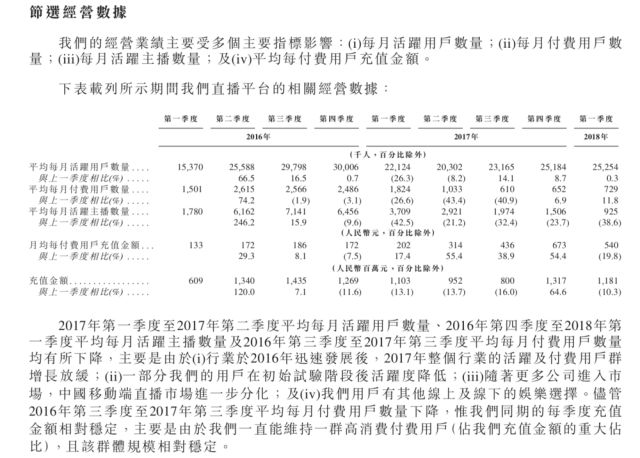 節選經營數據
我們的經營業績主要受多個主要指標影響：(i)每月活躍用戶數量；(ii)每月付費用戶數
量；(iii)每月活躍主播數量；及(iv)平均每付費用戶充值金額。
下表載列所示期間我們直播平台的相關經營數據：
第一季度 第二季度 第三季度 第四季度 第一季度 第二季度 第三季度 第四季度 第一季度
2016年 2017年 2018年
(千人，百分比除外)
平均每月活躍用戶數量.... 15,370 25,588 29,798 30,006 22,124 20,302 23,165 25,184 25,254
與上一季度相比(%)..... 66.5 16.5 0.7 (26.3) (8.2) 14.1 8.7 0.3
平均每月付費用戶數量.... 1,501 2,615 2,566 2,486 1,824 1,033 610 652 729
與上一季度相比(%)..... 74.2 (1.9) (3.1) (26.6) (43.4) (40.9) 6.9 11.8
平均每月活躍主播數量.... 1,780 6,162 7,141 6,456 3,709 2,921 1,974 1,506 925
與上一季度相比(%)..... 246.2 15.9 (9.6) (42.5) (21.2) (32.4) (23.7) (38.6)
(人民幣元，百分比除外)
月均每付費用戶充值金額... 133 172 186 172 202 314 436 673 540
與上一季度相比(%)..... 29.3 8.1 (7.5) 17.4 55.4 38.9 54.4 (19.8)
(人民幣百萬元，百分比除外)
充值金額................ 609 1,340 1,435 1,269 1,103 952 800 1,317 1,181
與上一季度相比(%)..... 120.0 7.1 (11.6) (13.1) (13.7) (16.0) 64.6 (10.3)
2017年第一季度至2017年第二季度平均每月活躍用戶數量、2016年第四季度至2018年第
一季度平均每月活躍主播數量及2016年第三季度至2017年第三季度平均每月付費用戶數量
均有所下降，主要是由於(i)行業於2016年迅速發展後，2017年整個行業的活躍及付費用戶群
增長放緩；(ii)一部分我們的用戶在初始試驗階段後活躍度降低；(iii)隨著更多公司進入市
場，中國移動端直播市場進一步分化；及(iv)我們用戶有其他線上及線下的娛樂選擇。儘管
2016年第三季度至2017年第三季度平均每月付費用戶數量下降，惟我們同期的每季度充值
金額相對穩定，主要是由於我們一直能維持一群高消費付費用戶(佔我們充值金額的重大佔
比)，且該群體規模相對穩定。